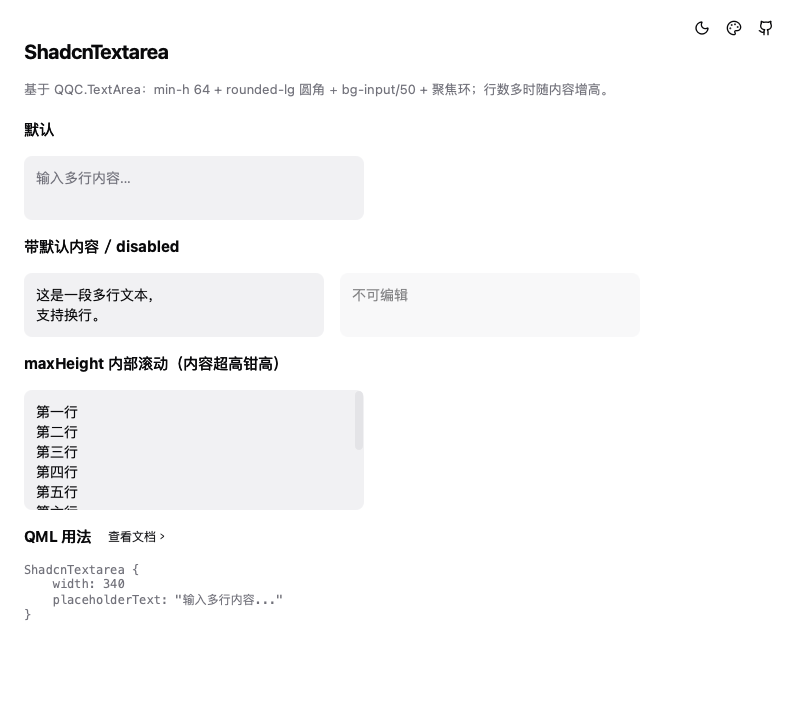 ShadcnTextarea
基于 QQC.TextArea：min-h 64 + rounded-lg 圆角 + bg-input/50 + 聚焦环；行数多时随内容增高。
默认
输入多行内容...
带默认内容 / disabled
这是一段多行文本，
支持换行。
不可编辑
maxHeight 内部滚动（内容超高钳高）
第一行
第二行
第三行
第四行
第五行
第六行
QML 用法 查看文档 ›
ShadcnTextarea {
    width: 340
    placeholderText: "输入多行内容..."
}